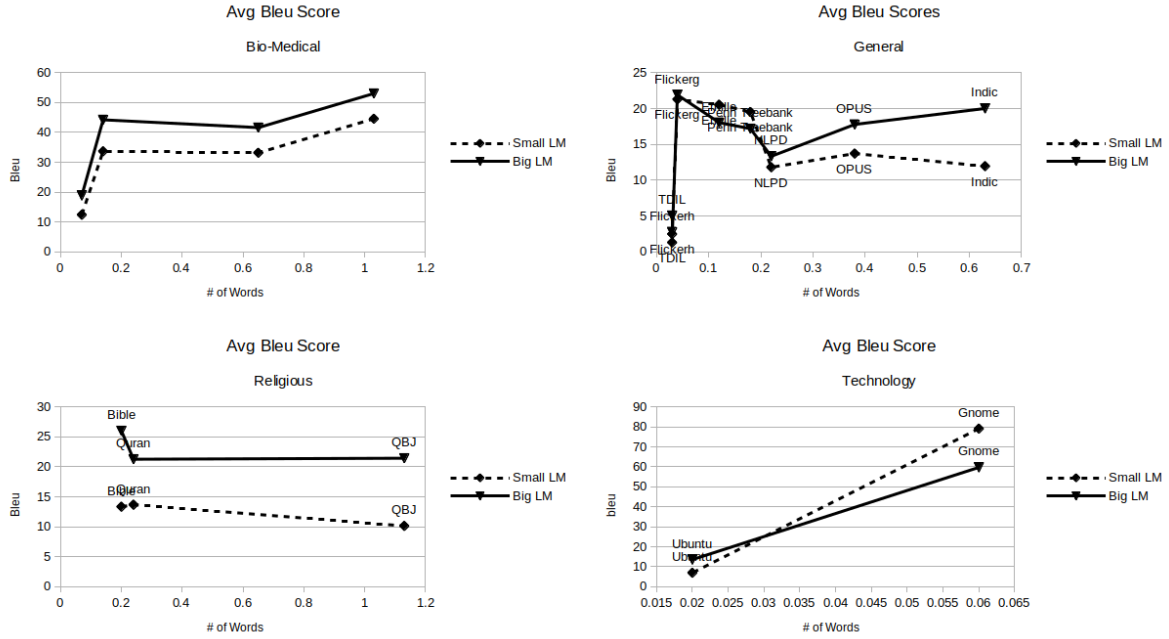 Avg Bleu Score
Bio-Medical
60
50
40
30
20
10
0
Bleu
0 0.2 0.4 0.6 0.8 1 1.2
# of Words
Small LM
Big LM
Avg Bleu Scores
General
25
20
15
10
5
0
Bleu
Flickerg
Flickerg
Emille
Emille
Penn Treebank
Penn Treebank
NLPD
NLPD
OPUS
OPUS
Indic
Indic
TDIL
Flickerh
Flickerh
TDIL
0 0.1 0.2 0.3 0.4 0.5 0.6 0.7
# of Words
Small LM
Big LM
Avg Bleu Score
Religious
30
25
20
15
10
5
0
Bleu
Bible
Quran
QBJ
Bible
Quran
QBJ
0 0.2 0.4 0.6 0.8 1 1.2
# of Words
Small LM
Big LM
Avg Bleu Score
Technology
90
80
70
60
50
40
30
20
10
0
bleu
Ubuntu
Ubuntu
Gnome
Gnome
0.015 0.02 0.025 0.03 0.035 0.04 0.045 0.05 0.055 0.06 0.065
# of Words
Small LM
Big LM